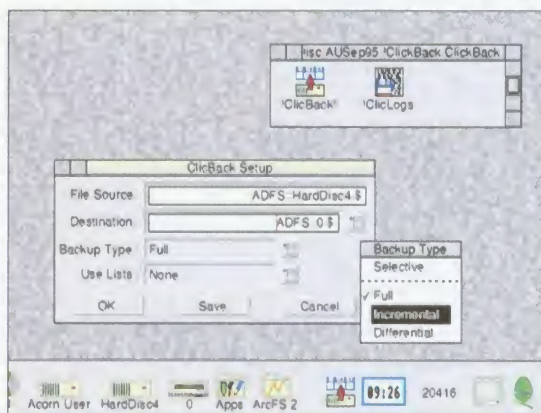 isc AUSep95 'ClickBack ClickBack
'ClicBack'
'ClicLogs
ClicBack Setup
File Source ADFS HardDisc4 $
Destination ADFS 0 $
Backup Type Full
Use Lists None
OK Save Cancel
Backup Type
Selective
✓ Full
Incremental
Differential
Acorn User HardDisc4 0 Apps ArcFS 2 09:26 20416